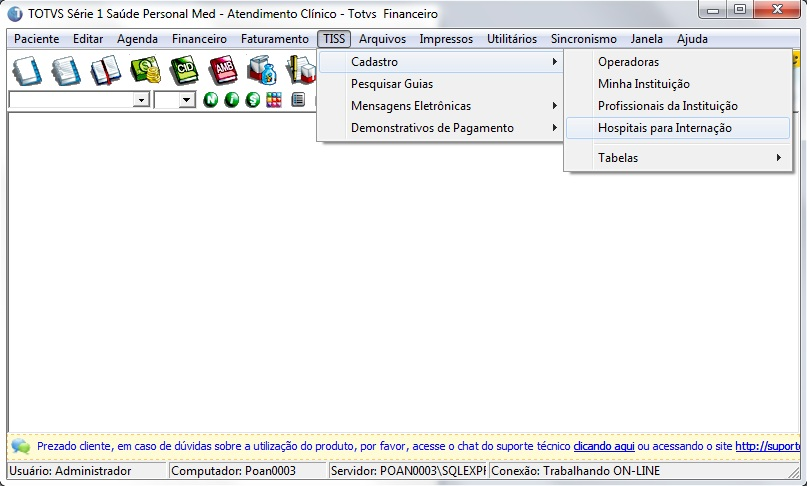 TOTVS Série 1 Saúde Personal Med - Atendimento Clínico - Totvs Financeiro
Paciente Editar Agenda Financeiro Faturamento TISS Arquivos Impressos Utilitários Sincronismo Janela Ajuda
Cadastro
Pesquisar Guias
Mensagens Eletrônicas
Demonstrativos de Pagamento
Operadoras
Minha Instituição
Profissionais da Instituição
Hospitais para Internação
Tabelas
CID
AMB
N T S
Prezado cliente, em caso de dúvidas sobre a utilização do produto, por favor, acesse o chat do suporte técnico clicando aqui ou acessando o site http://suporte
Usuário: Administrador Computador: Poan0003 Servidor: POAN0003\SQLEXPR Conexão: Trabalhando ON-LINE